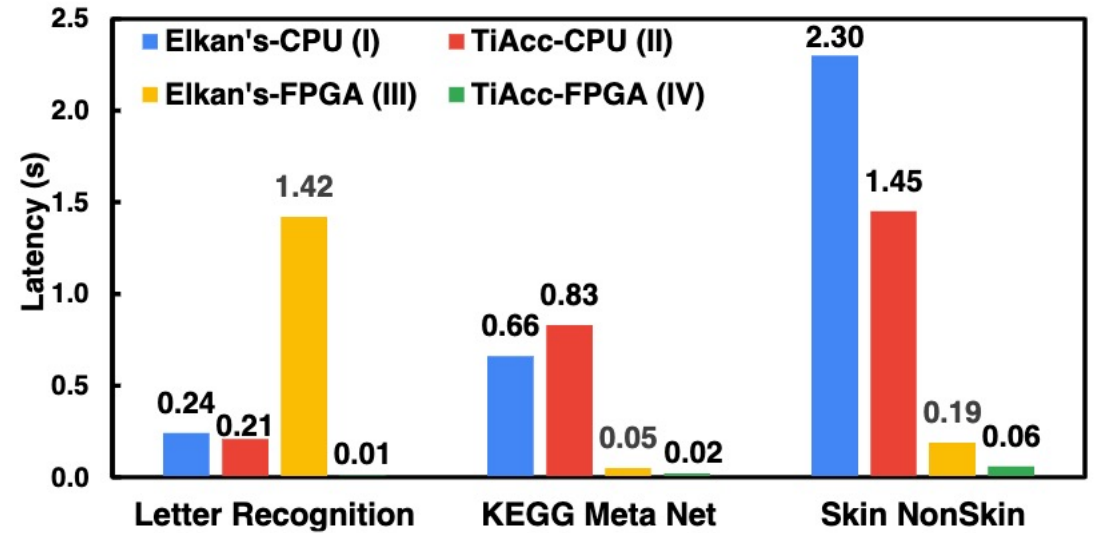 2.5
2.0
1.5
1.0
0.5
0.0
Latency (s)
Elkan's-CPU (I)
TiAcc-CPU (II)
Elkan's-FPGA (III)
TiAcc-FPGA (IV)
0.24
0.21
1.42
0.01
0.66
0.83
0.05
0.02
2.30
1.45
0.19
0.06
Letter Recognition
KEGG Meta Net
Skin NonSkin